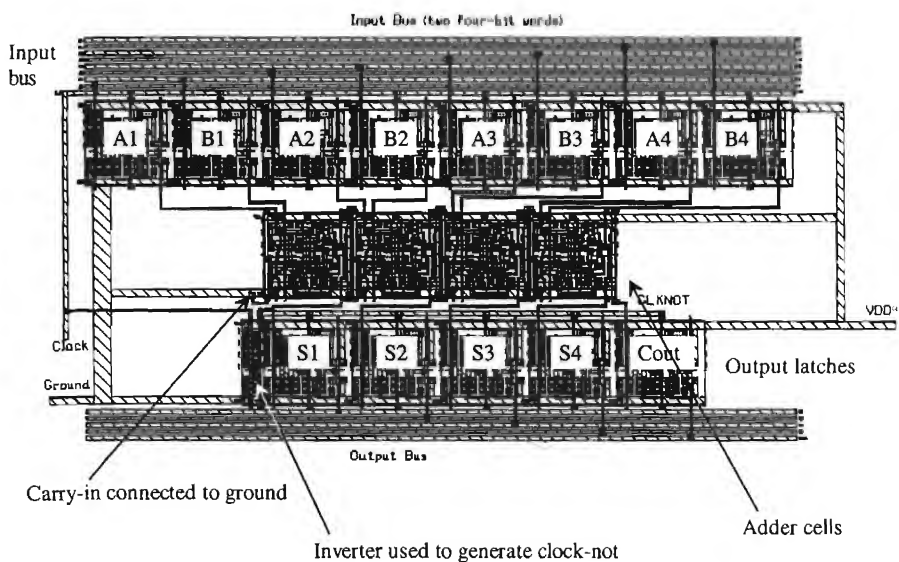 Input Bus (two four-bit words)
Input
bus
A1 B1 A2 B2 A3 B3 A4 B4
CLKNOT
VDD
Clock
S1 S2 S3 S4 Cout
Output latches
Ground
Output Bus
Carry-in connected to ground
Adder cells
Inverter used to generate clock-not